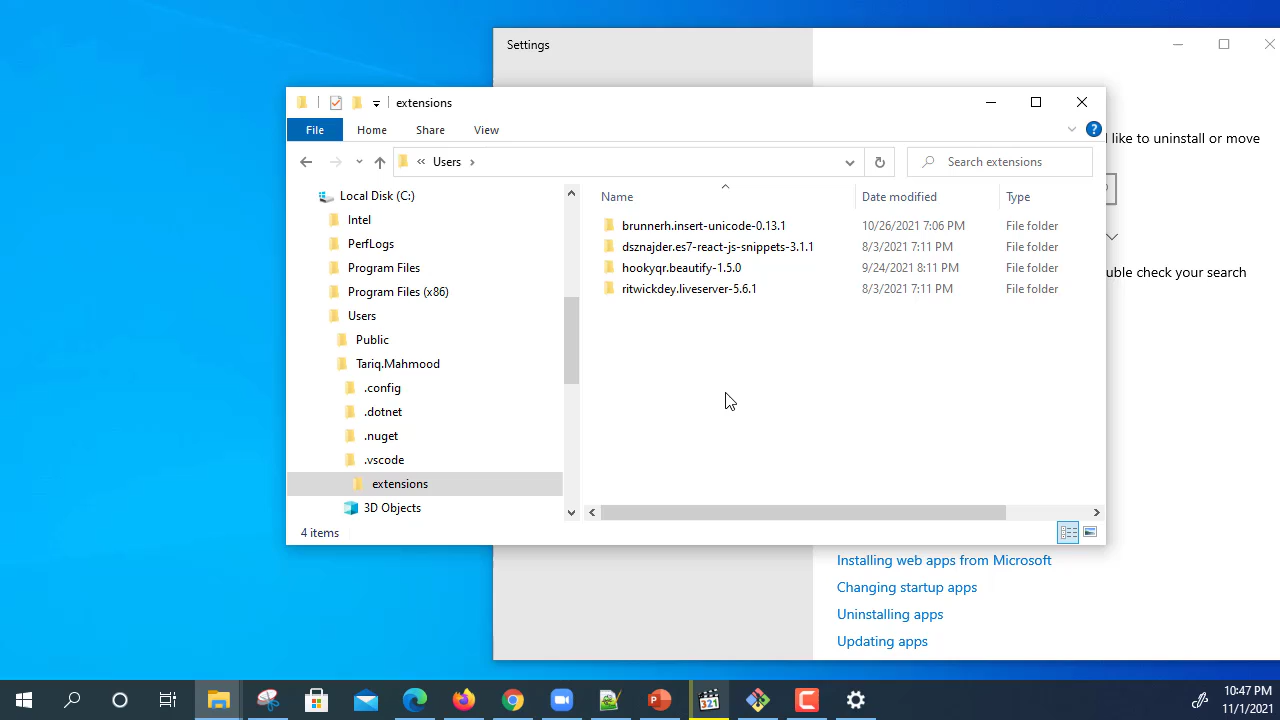 Settings
extensions
File
Home
Share
View
l like to uninstall or move
« Users >
Search extensions
Local Disk (C:)
Intel
PerfLogs
Program Files
Program Files (x86)
Users
Public
Tariq.Mahmood
.config
.dotnet
.nuget
.vscode
extensions
3D Objects
Name
Date modified
Type
brunnerh.insert-unicode-0.13.1
10/26/2021 7:06 PM
File folder
dsznajder.es7-react-js-snippets-3.1.1
8/3/2021 7:11 PM
File folder
hookyqr.beautify-1.5.0
9/24/2021 8:11 PM
File folder
ritwickdey.liveserver-5.6.1
8/3/2021 7:11 PM
File folder
uble check your search
4 items
Installing web apps from Microsoft
Changing startup apps
Uninstalling apps
Updating apps
321
10:47 PM
11/1/2021